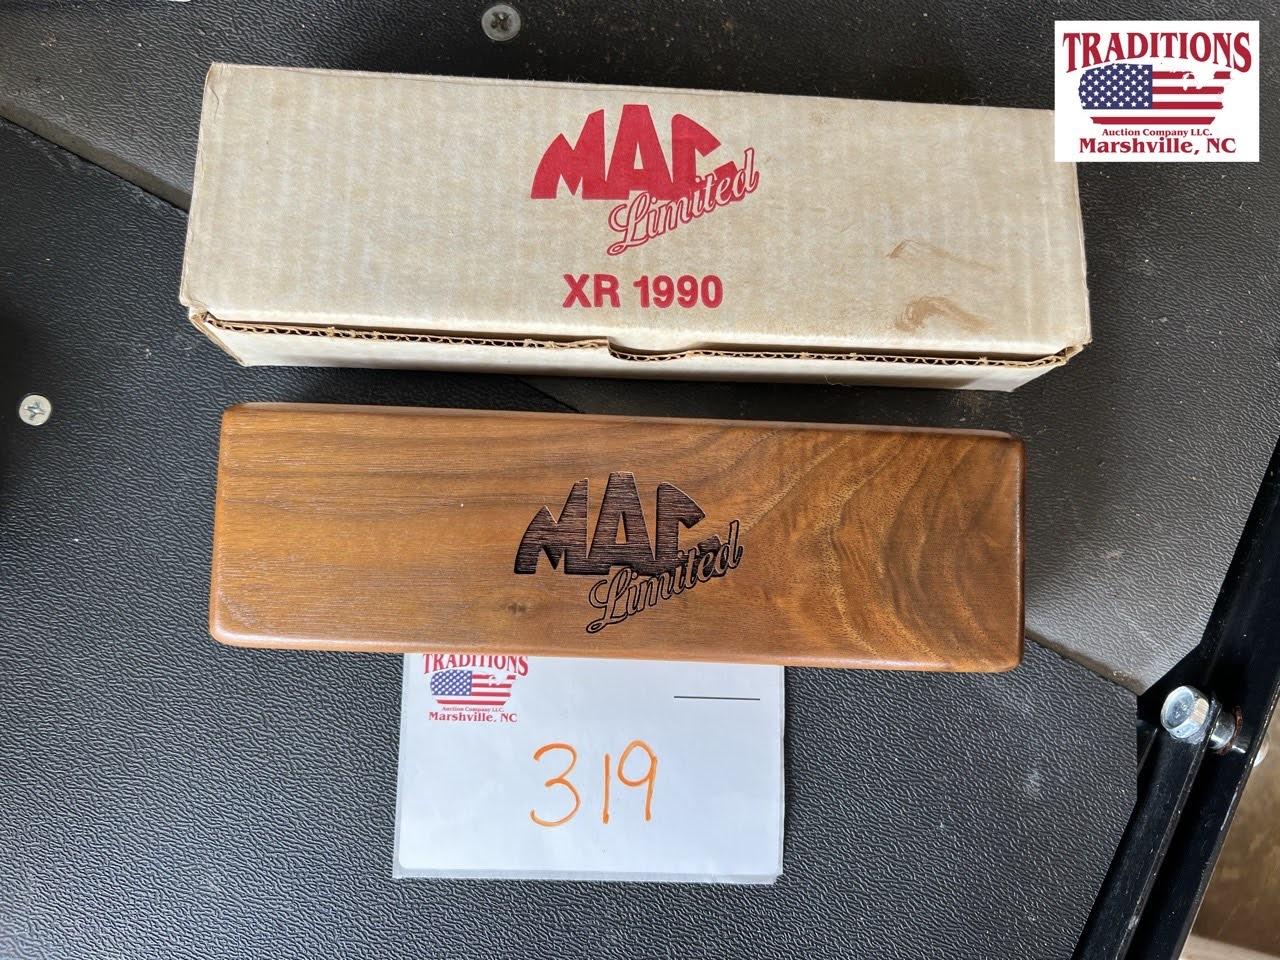 TRADITIONS
Auction Company LLC.
Marshville, NC
MAC
Limited
XR 1990
MAC
Limited
TRADITIONS
Auction Company LLC.
Marshville, NC
319